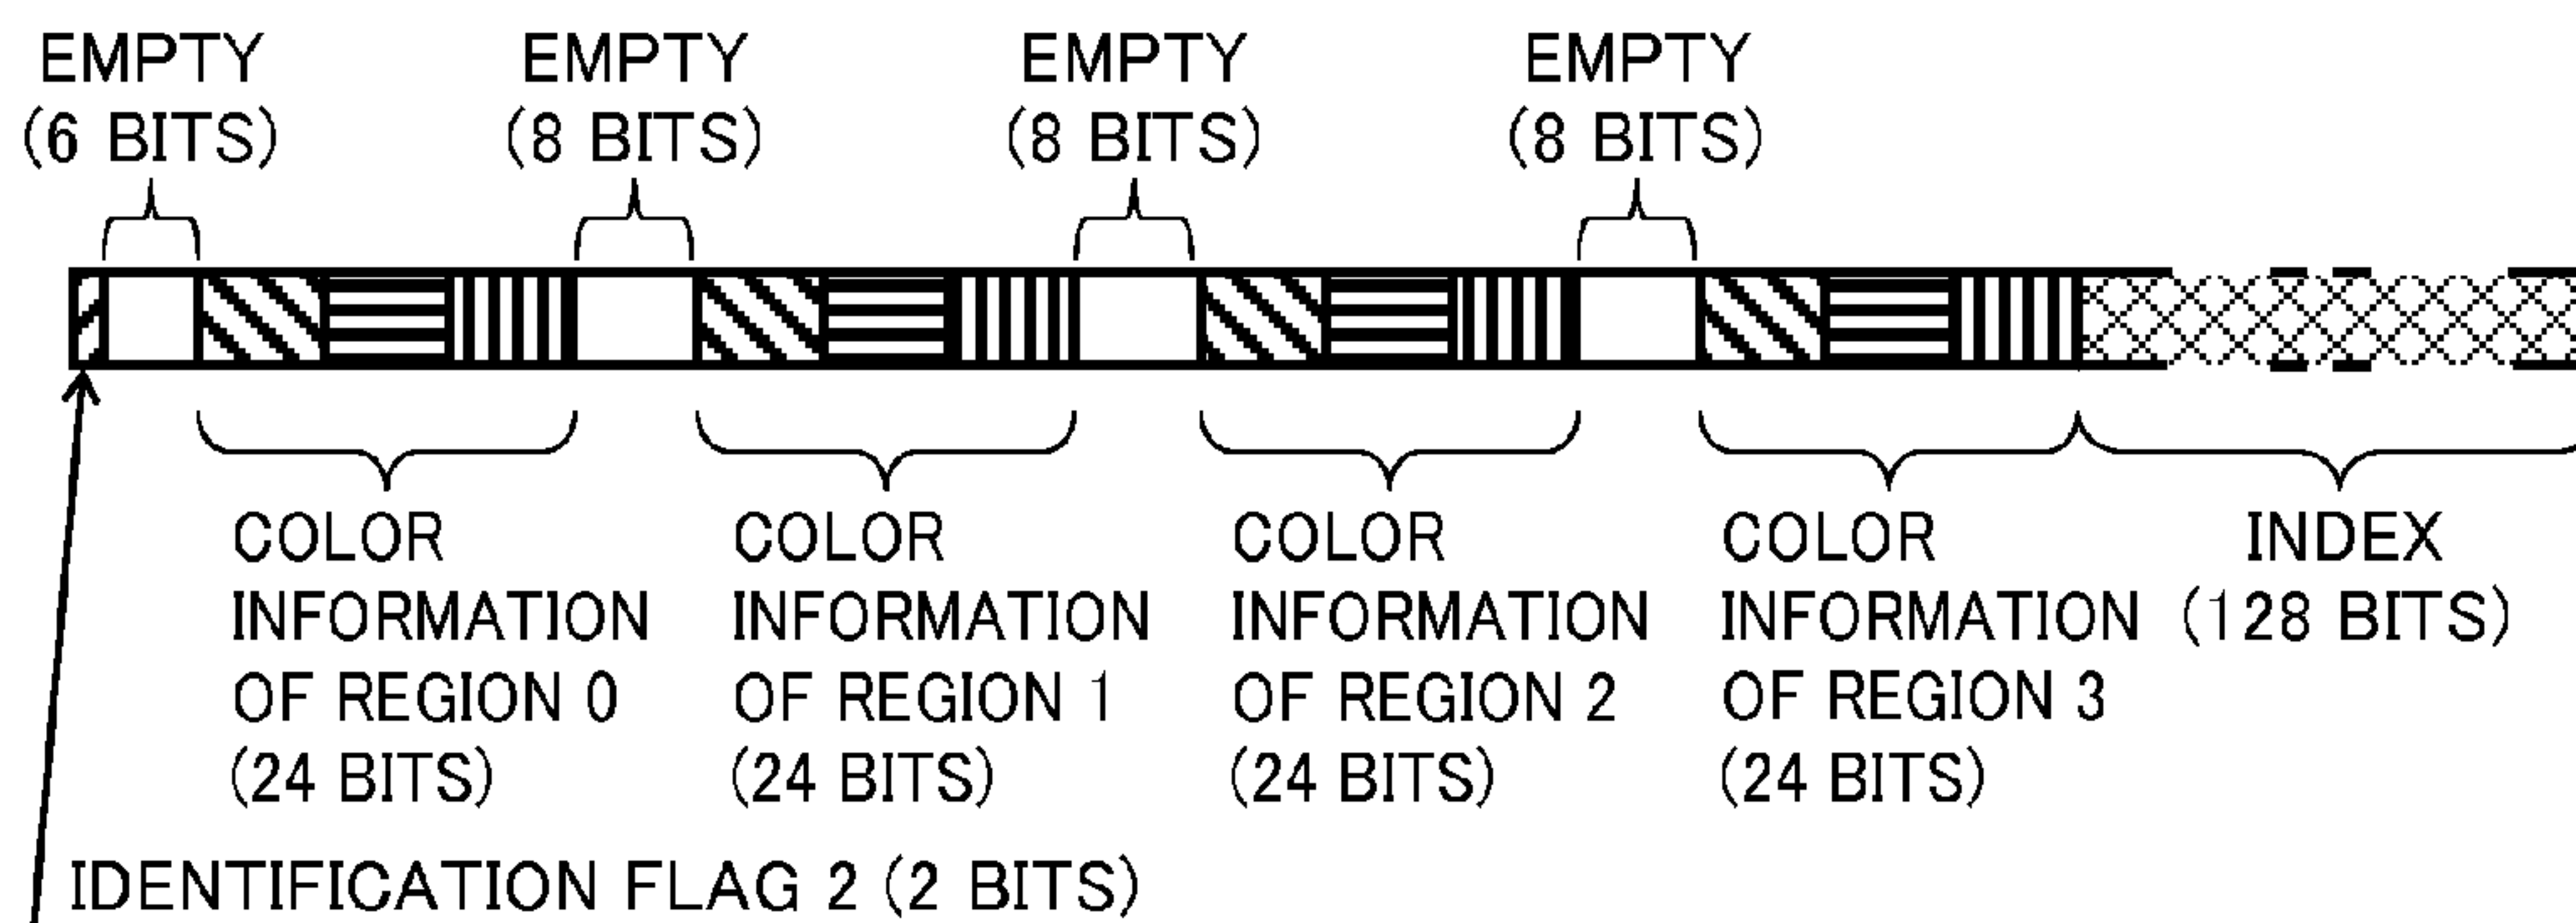 EMPTY
(6 BITS)
EMPTY
(8 BITS)
EMPTY
(8 BITS)
EMPTY
(8 BITS)
COLOR
INFORMATION
OF REGION 0
(24 BITS)
COLOR
INFORMATION
OF REGION 1
(24 BITS)
COLOR
INFORMATION
OF REGION 2
(24 BITS)
COLOR
INFORMATION
OF REGION 3
(24 BITS)
INDEX
(128 BITS)
IDENTIFICATION FLAG 2 (2 BITS)